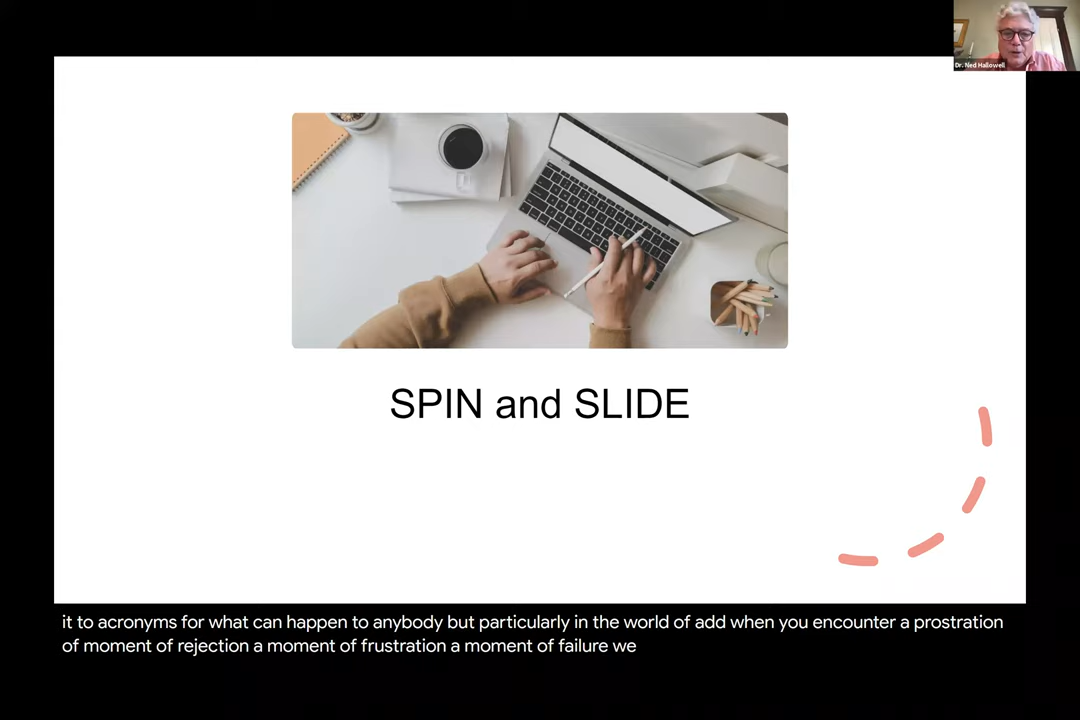 Dr. Ned Hallowell
SPIN and SLIDE
it to acronyms for what can happen to anybody but particularly in the world of add when you encounter a prostration
of moment of rejection a moment of frustration a moment of failure we